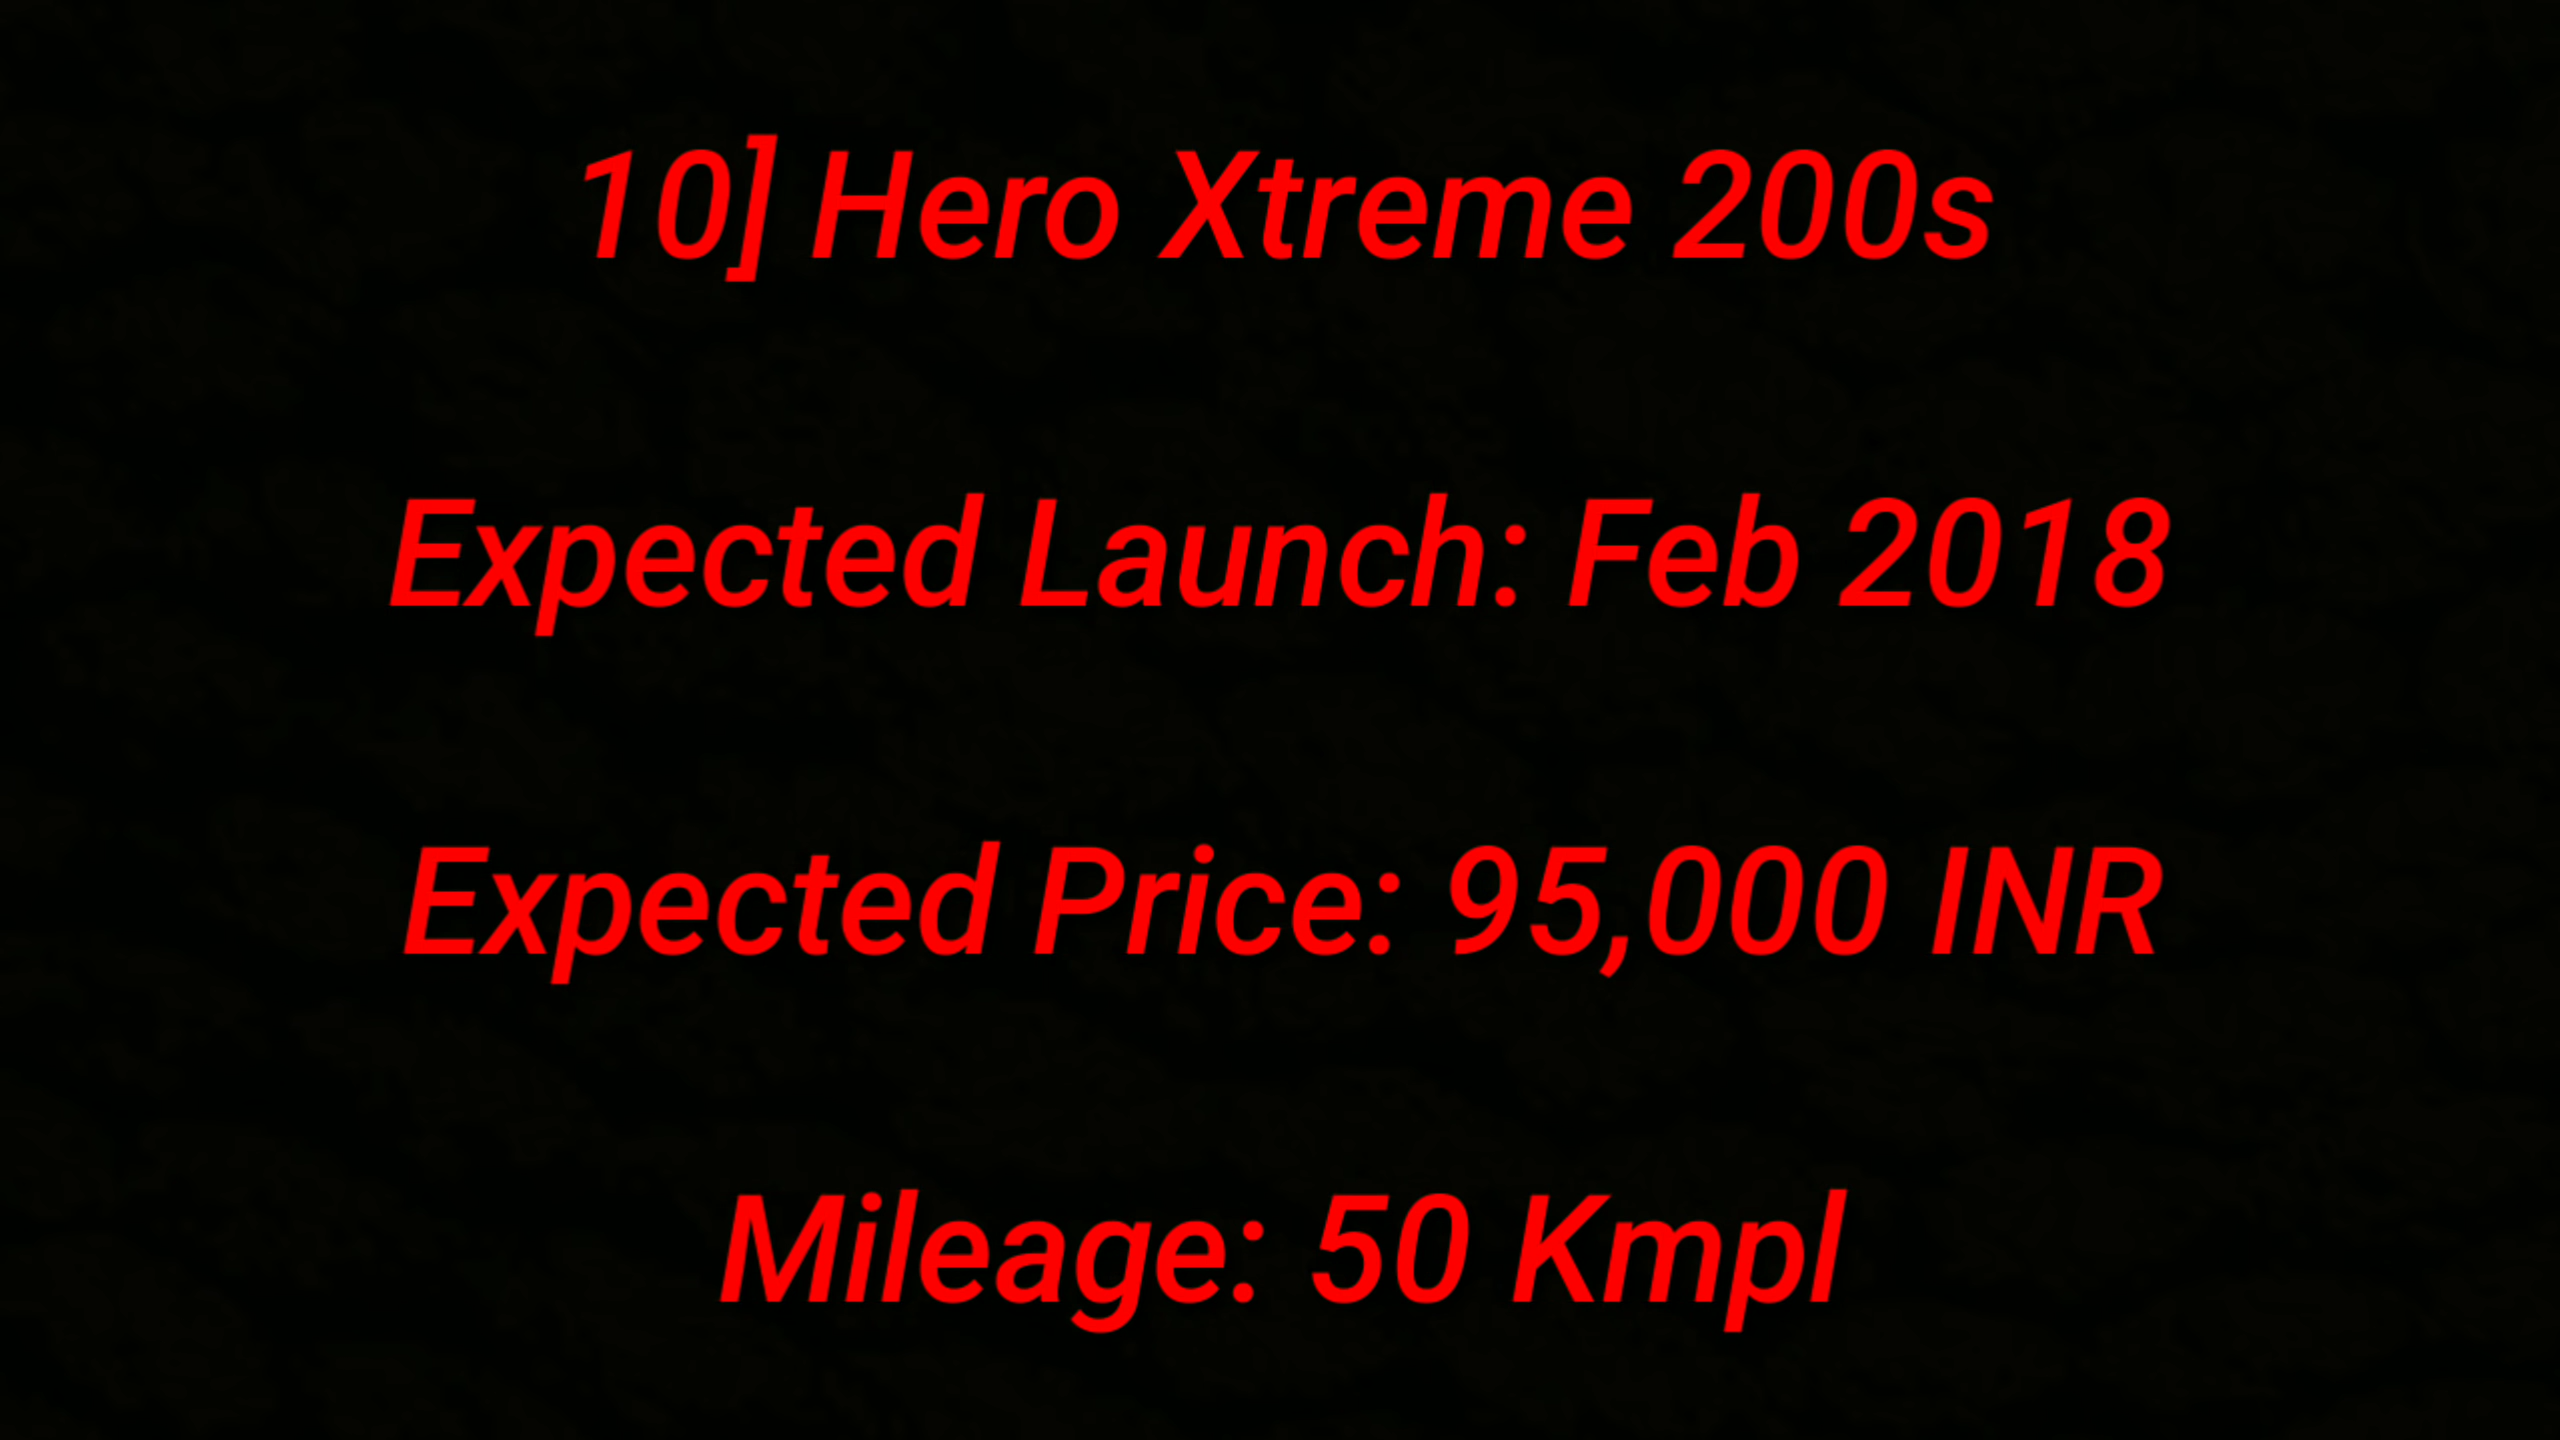 10] Hero Xtreme 200s
Expected Launch: Feb 2018
Expected Price: 95,000 INR
Mileage: 50 Kmpl